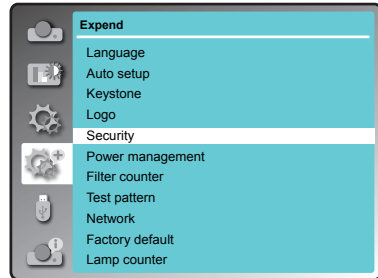 Expend
Language
Auto setup
Keystone
Logo
Security
Power management
Filter counter
Test pattern
Network
Factory default
Lamp counter